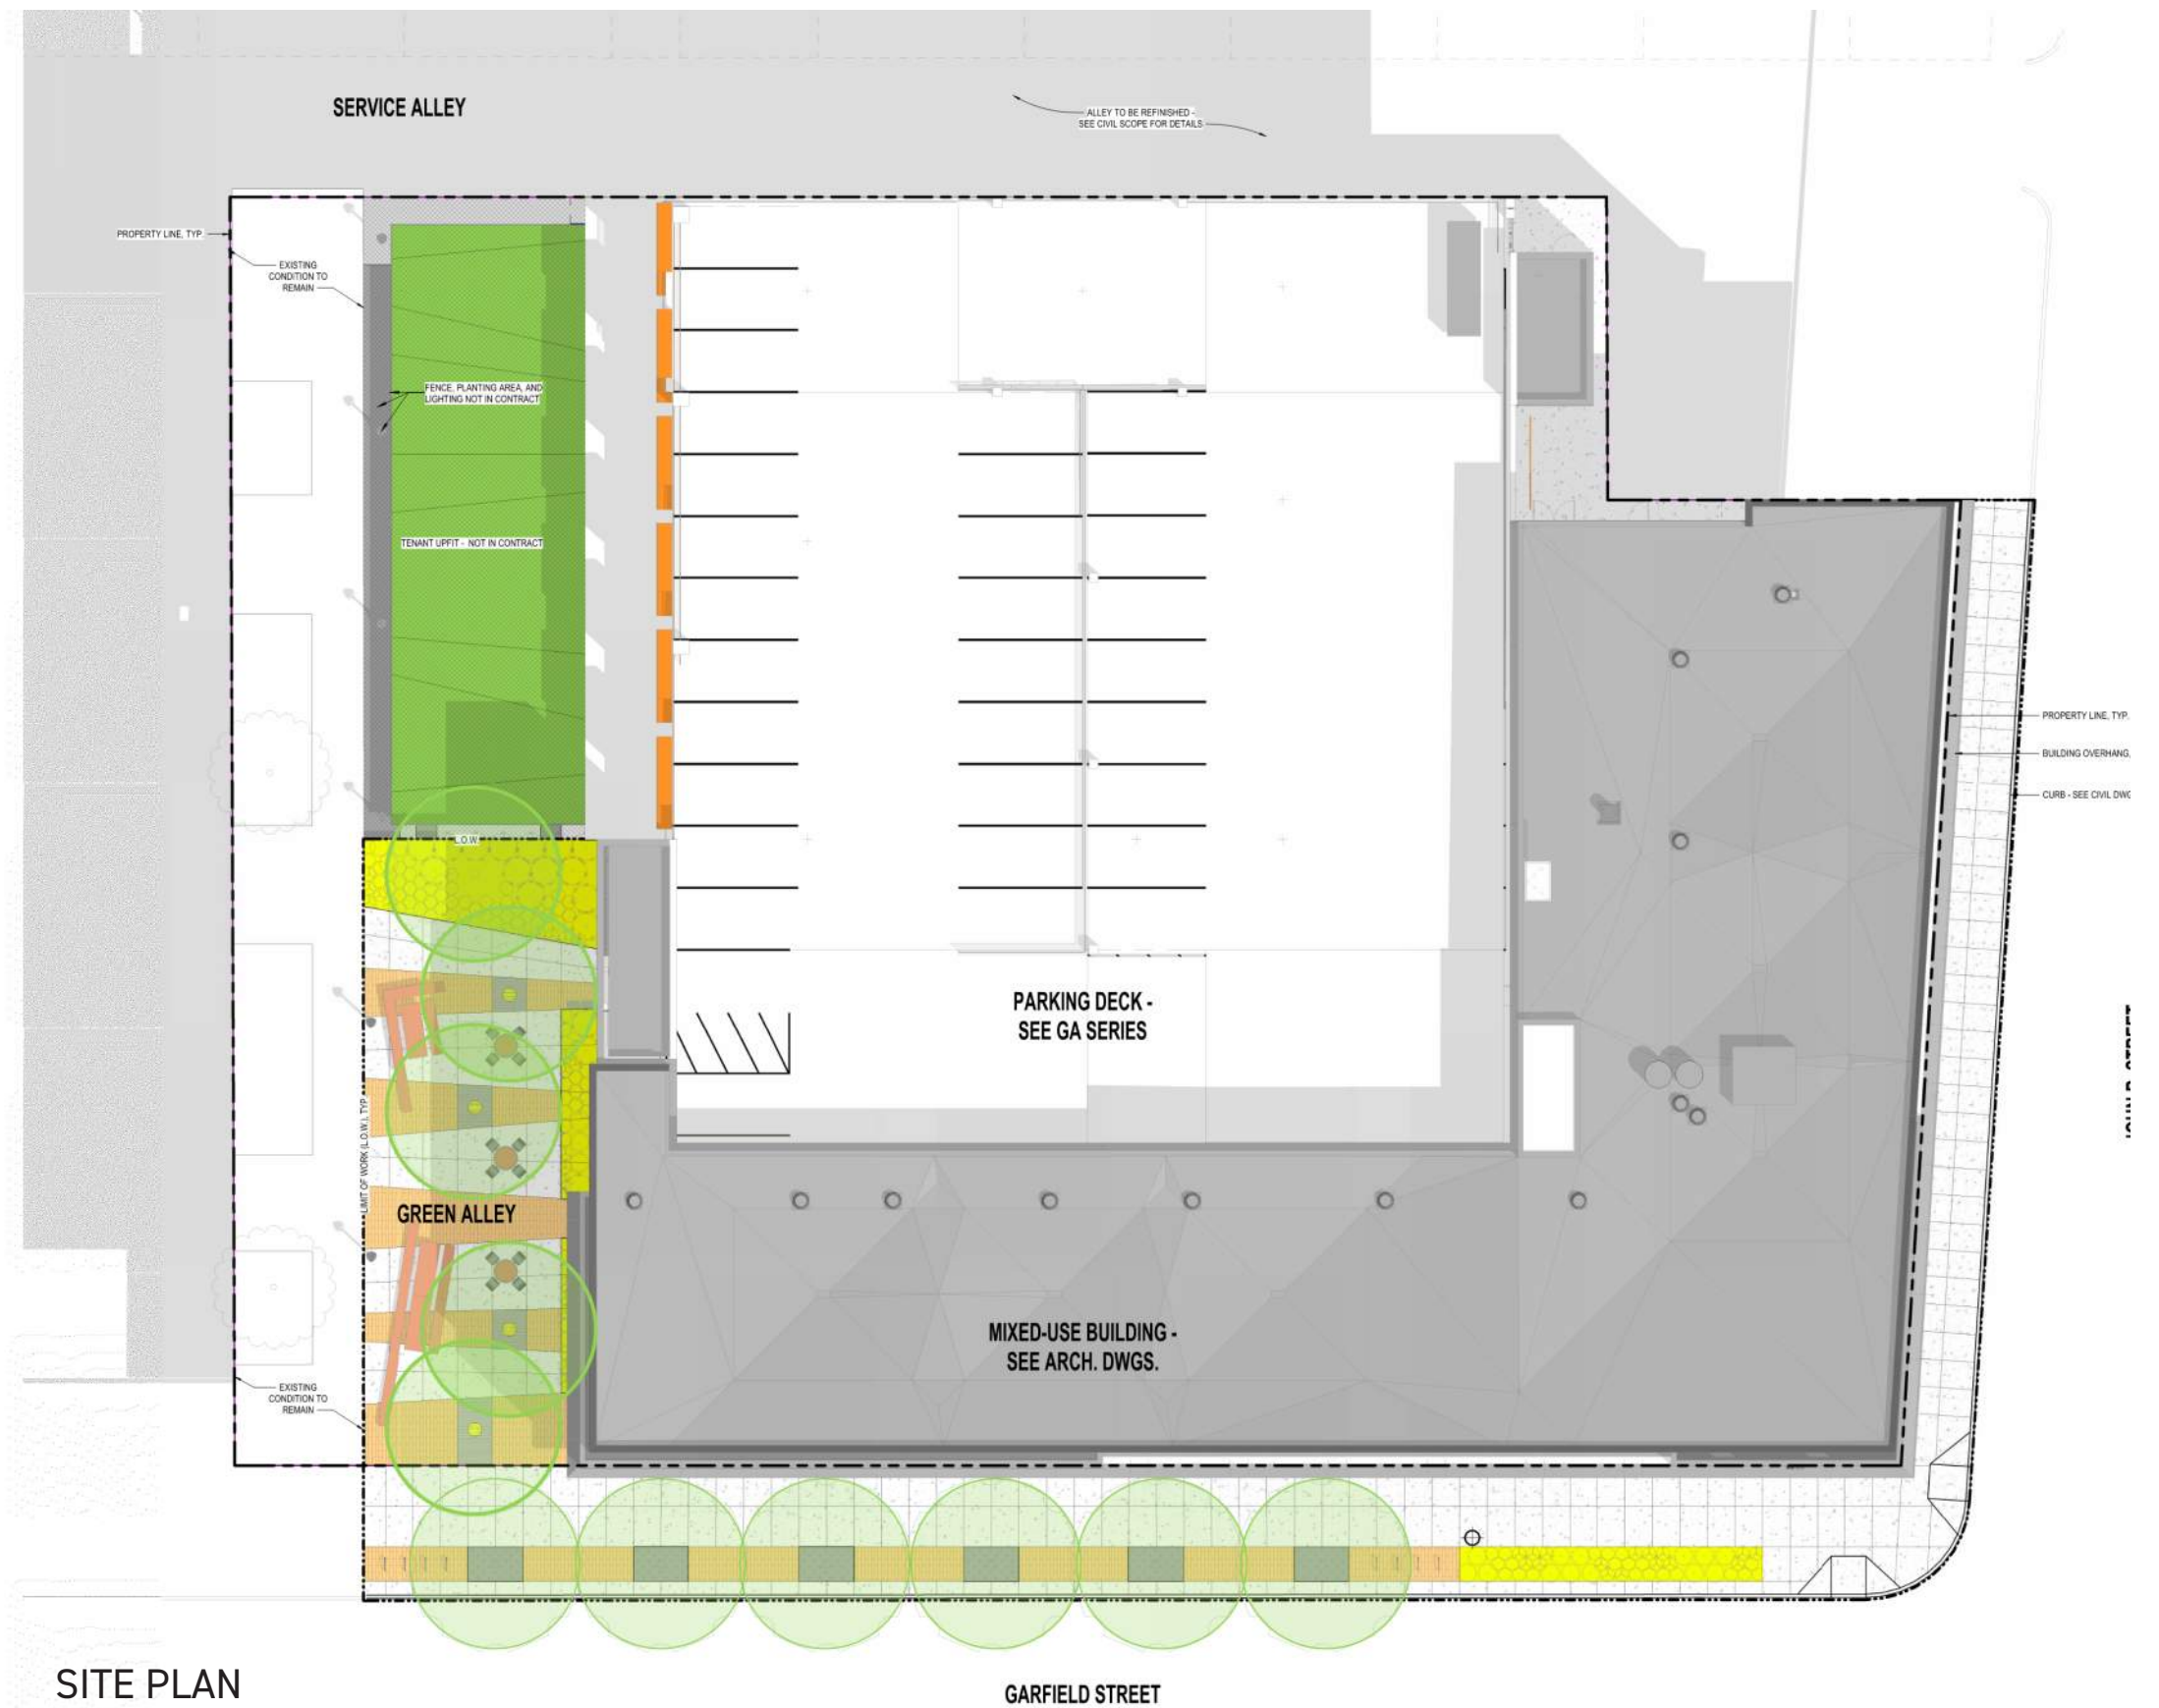 SERVICE ALLEY
ALLEY TO BE REFINISHED -
SEE CIVIL SCOPE FOR DETAILS
PROPERTY LINE, TYP.
EXISTING
CONDITION TO
REMAIN
FENCE, PLANTING AREA, AND
LIGHTING NOT IN CONTRACT
TENANT UPFIT - NOT IN CONTRACT
PROPERTY LINE, TYP.
BUILDING OVERHANG,
CURB - SEE CIVIL DWG
L.O.W.
PARKING DECK -
SEE GA SERIES
LIMIT OF WORK (L.O.W.), TYP.
GREEN ALLEY
MIXED-USE BUILDING -
SEE ARCH. DWGS.
EXISTING
CONDITION TO
REMAIN
SITE PLAN
GARFIELD STREET